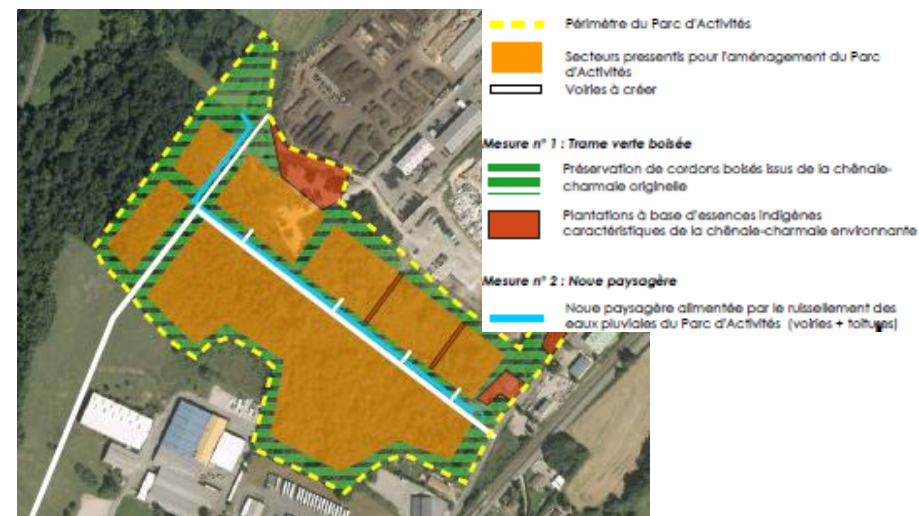 Périmètre du Parc d'Activités
Secteurs pressentis pour l'aménagement du Parc
d'Activités
Voiries à créer
Mesure n° 1 : Trame verte boisée
Préservation de cordons boisés issus de la chênaie-
charmaie originelle
Plantations à base d'essences indigènes
caractéristiques de la chênaie-charmaie environnante
Mesure n° 2 : Noue paysagère
Noue paysagère alimentée par le ruissellement des
eaux pluviales du Parc d'Activités (voiries + toitures)